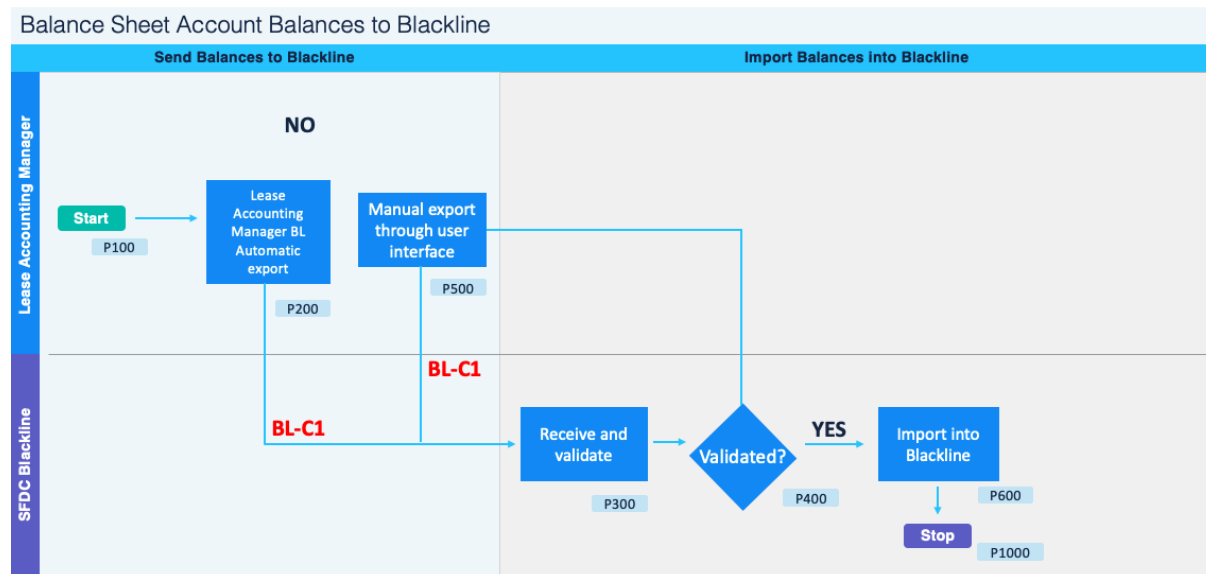 Balance Sheet Account Balances to Blackline
Send Balances to Blackline
Import Balances into Blackline
Lease Accounting Manager
NO
Start
P100
Lease
Accounting
Manager BL
Automatic
export
P200
Manual export
through user
interface
P500
SFDC Blackline
BL-C1
BL-C1
Receive and
validate
P300
Validated?
P400
YES
Import into
Blackline
P600
Stop
P1000